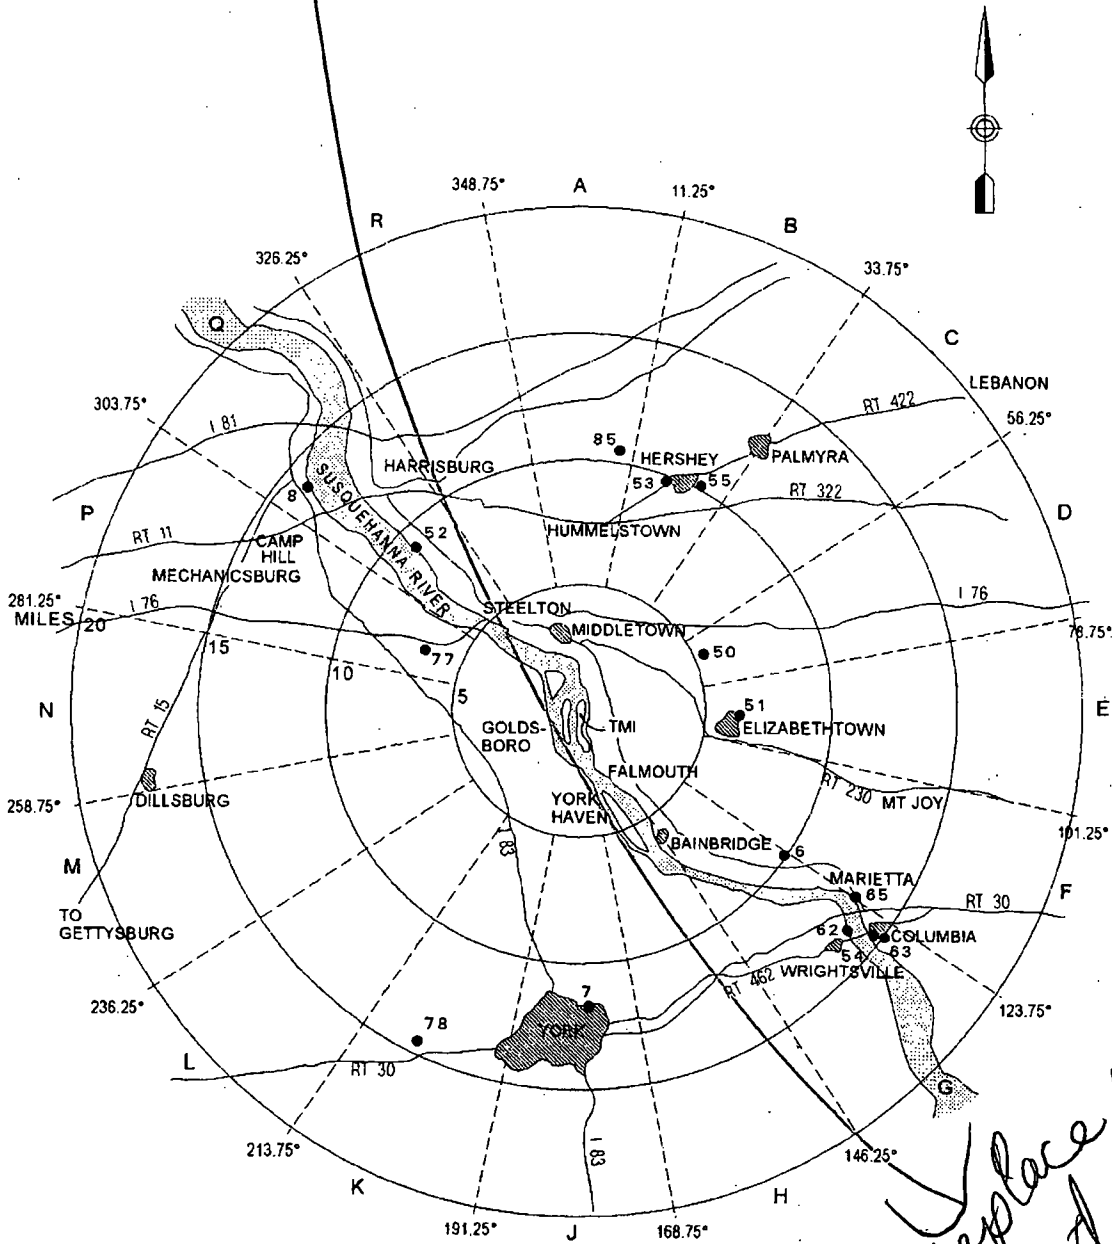 348.75°
A
11.25°
R
B
326.25°
33.75°
Q
C
LEBANON
RT 422
303.75°
56.25°
I 81
85
HERSHEY
PALMYRA
HARRISBURG
53
55
RT 322
8
SUSQUEHANNA RIVER
P
D
RT 11
52
HUMMELSTOWN
CAMP
HILL
MECHANICSBURG
281.25°
I 76
I 76
MILES 20
STEELTON
MIDDLETOWN
78.75°
15
77
50
10
5
N
51
E
RT 15
GOLDS-
BORO
TMI
ELIZABETHTOWN
FALMOUTH
258.75°
DILLSBURG
YORK
HAVEN
RT 230
MT JOY
101.25°
I 83
BAINBRIDGE
6
M
MARIETTA
65
F
RT 30
TO
GETTYSBURG
62
54
COLUMBIA
63
WRIGHTSVILLE
RT 462
236.25°
7
123.75°
78
YORK
L
RT 30
G
213.75°
I 83
146.25°
K
H
191.25°
J
168.75°
replace